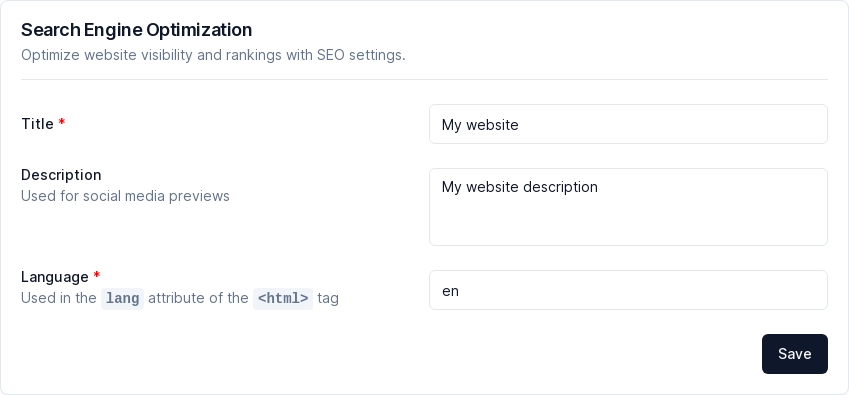 Search Engine Optimization
Optimize website visibility and rankings with SEO settings.
Title *
My website
Description
Used for social media previews
My website description
Language *
Used in the lang attribute of the <html> tag
en
Save